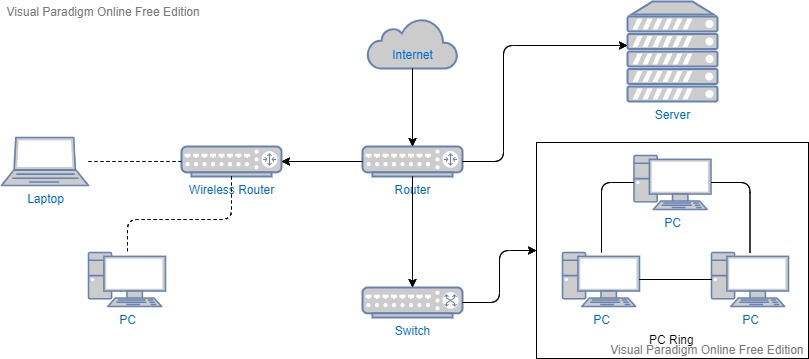 Visual Paradigm Online Free Edition
Internet
Server
Laptop
Wireless Router
Router
PC
PC
Switch
PC
PC
PC Ring
Visual Paradigm Online Free Edition